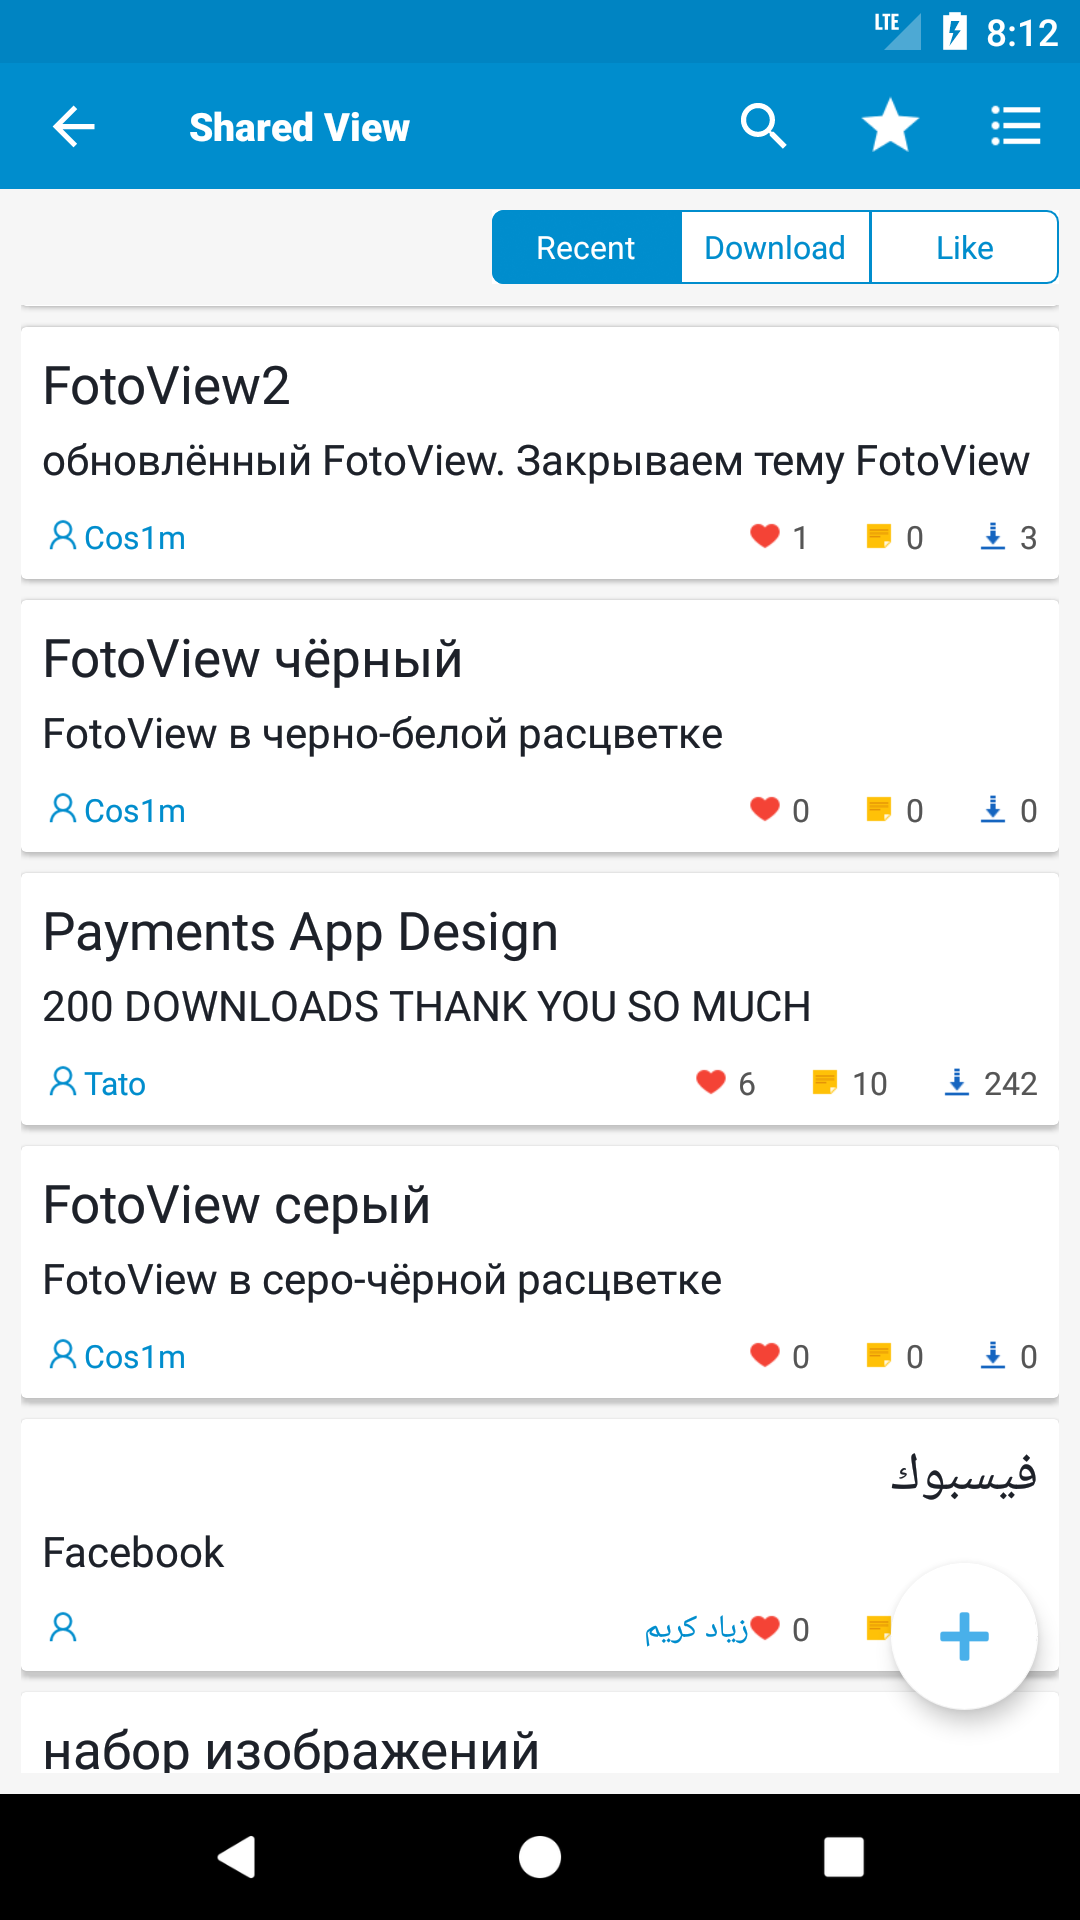 LTE 8:12
Shared View
Recent Download Like
FotoView2
обновлённый FotoView. Закрываем тему FotoView
Cos1m 1 0 3
FotoView чёрный
FotoView в черно-белой расцветке
Cos1m 0 0 0
Payments App Design
200 DOWNLOADS THANK YOU SO MUCH
Tato 6 10 242
FotoView серый
FotoView в серо-чёрной расцветке
Cos1m 0 0 0
فيسبوك
Facebook
زياد كريم 0
набор изображений